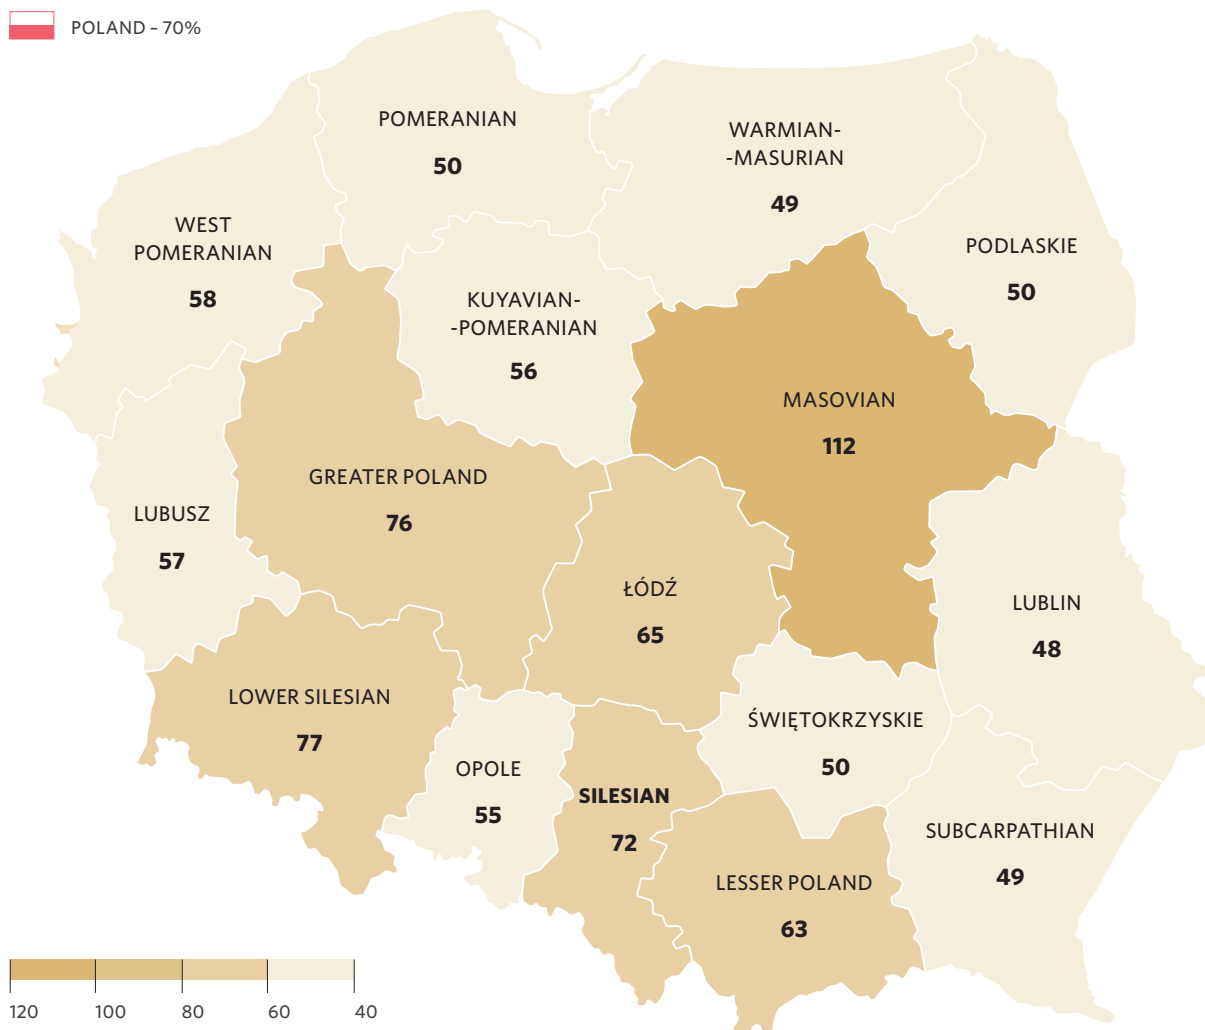 POLAND – 70%
POMERANIAN
50
WARMIAN-
-MASURIAN
49
WEST
POMERANIAN
58
PODLASKIE
50
KUYAVIAN-
-POMERANIAN
56
MASOVIAN
112
GREATER POLAND
76
LUBUSZ
57
ŁÓDŹ
65
LUBLIN
48
LOWER SILESIAN
77
ŚWIĘTOKRZYSKIE
50
OPOLE
55
SILESIAN
72
SUBCARPATHIAN
49
LESSER POLAND
63
120 100 80 60 40